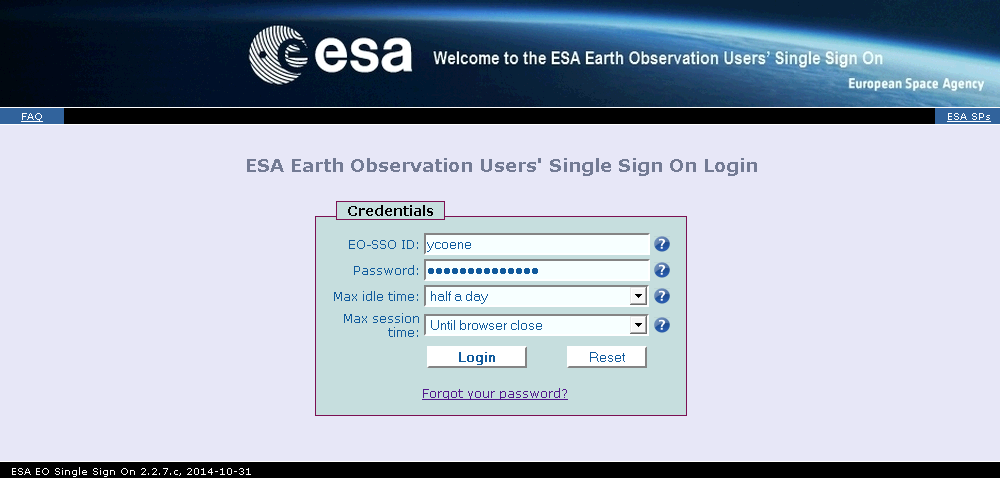 esa
Welcome to the ESA Earth Observation Users' Single Sign On
European Space Agency
FAQ
ESA SPs
ESA Earth Observation Users' Single Sign On Login
Credentials
EO-SSO ID: ycoene ?
Password: ●●●●●●●●●●●●●● ?
Max idle time: half a day ?
Max session
time: Until browser close ?
Login Reset
Forgot your password?
ESA EO Single Sign On 2.2.7.c, 2014-10-31